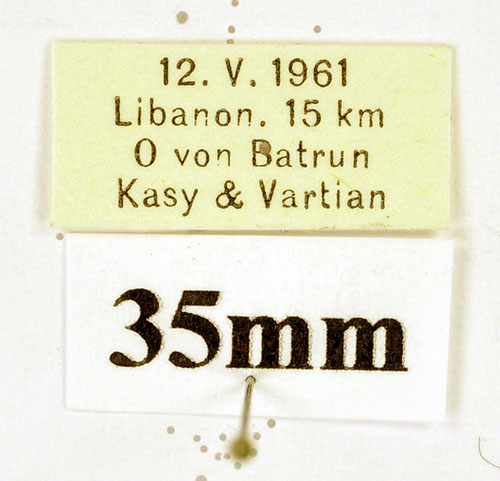 12. V. 1961
Libanon. 15 km
O von Batrun
Kasy & Vartian
35mm